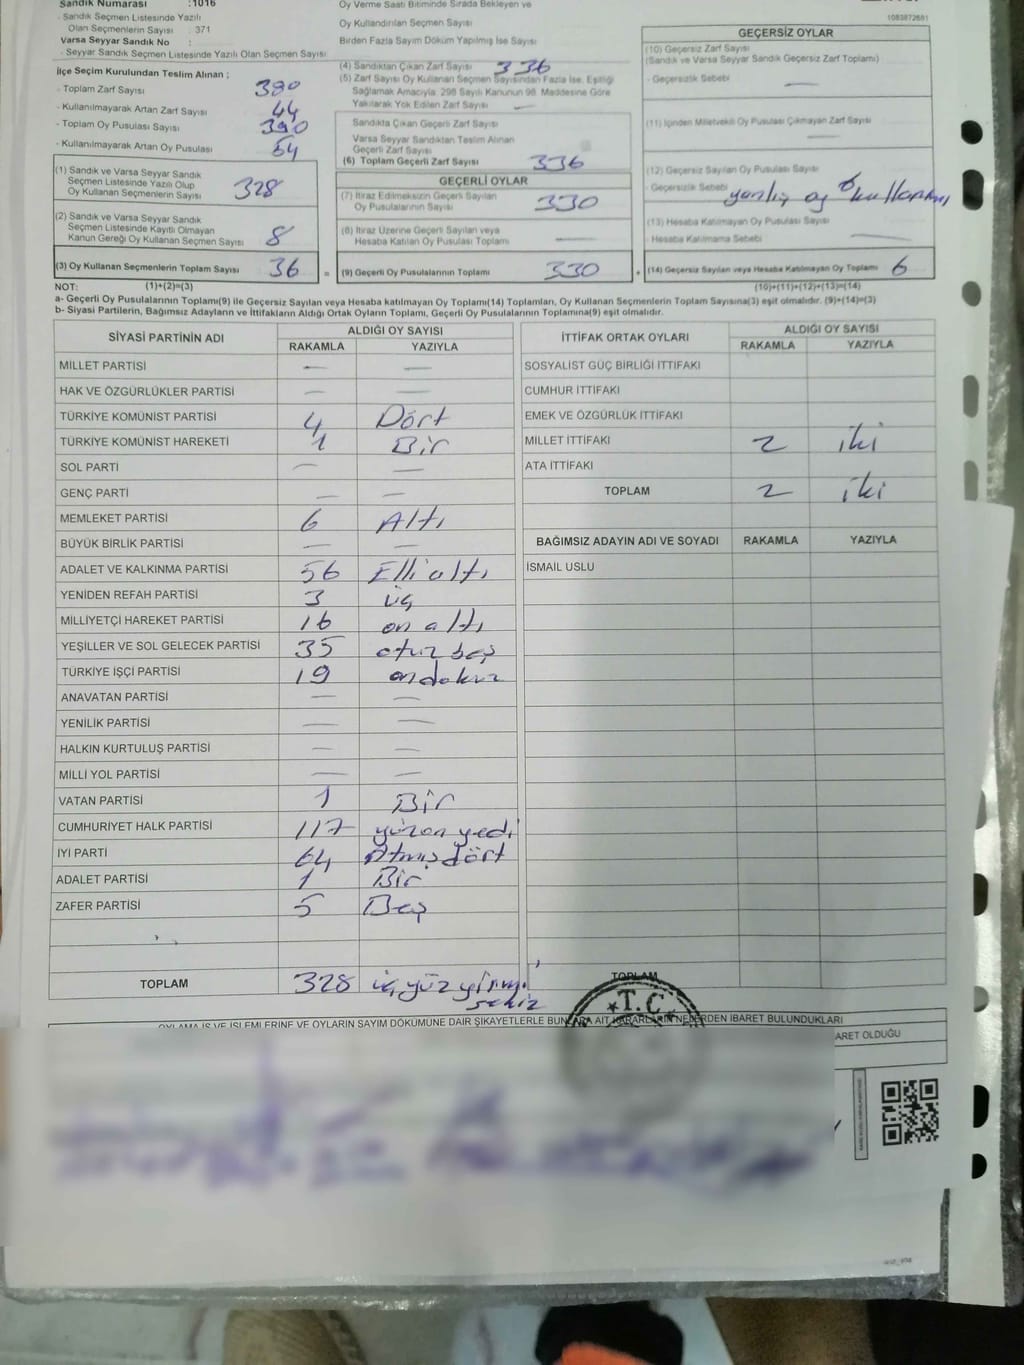 Sandık Numarası :1016
- Sandık Seçmen Listesinde Yazılı
Olan Seçmenlerin Sayısı : 371
Varsa Seyyar Sandık No :
- Seyyar Sandık Seçmen Listesinde Yazılı Olan Seçmen Sayısı
İlçe Seçim Kurulundan Teslim Alınan ;
- Toplam Zarf Sayısı 380
- Kullanılmayarak Artan Zarf Sayısı 44
- Toplam Oy Pusulası Sayısı 390
- Kullanılmayarak Artan Oy Pusulası 54
(1) Sandık ve Varsa Seyyar Sandık
Seçmen Listesinde Yazılı Olup
Oy Kullanan Seçmenlerin Sayısı 328
(2) Sandık ve Varsa Seyyar Sandık
Seçmen Listesinde Kayıtlı Olmayan
Kanun Gereği Oy Kullanan Seçmen Sayısı 8
(3) Oy Kullanan Seçmenlerin Toplam Sayısı 36
Oy Verme Saati Bitiminde Sırada Bekleyen ve
Oy Kullandırılan Seçmen Sayısı
Birden Fazla Sayım Döküm Yapılmış İse Sayısı
(4) Sandıktan Çıkan Zarf Sayısı 336
(5) Zarf Sayısı Oy Kullanan Seçmen Sayısından Fazla İse, Eşitliği
Sağlamak Amacıyla, 298 Sayılı Kanunun 98. Maddesine Göre
Yakılarak Yok Edilen Zarf Sayısı —
Sandıkta Çıkan Geçerli Zarf Sayısı
Varsa Seyyar Sandıktan Teslim Alınan
Geçerli Zarf Sayısı
(6) Toplam Geçerli Zarf Sayısı 336
GEÇERLİ OYLAR
(7) İtiraz Edilmeksizin Geçerli Sayılan
Oy Pusulalarının Sayısı 330
(8) İtiraz Üzerine Geçerli Sayılan veya
Hesaba Katılan Oy Pusulası Toplamı —
= (9) Geçerli Oy Pusulalarının Toplamı 330
1083872881
GEÇERSİZ OYLAR
(10) Geçersiz Zarf Sayısı
(Sandık ve Varsa Seyyar Sandık Geçersiz Zarf Toplamı)
- Geçersizlik Sebebi —
(11) İçinden Milletvekili Oy Pusulası Çıkmayan Zarf Sayısı
—
(12) Geçersiz Sayılan Oy Pusulası Sayısı 6
- Geçersizlik Sebebi yanlış oy kullanımı
(13) Hesaba Katılmayan Oy Pusulası Sayısı
- Hesaba Katılmama Sebebi —
+ (14) Geçersiz Sayılan veya Hesaba Katılmayan Oy Toplamı 6
NOT: (1)+(2)=(3) (10)+(11)+(12)+(13)=(14)
a- Geçerli Oy Pusulalarının Toplamı(9) ile Geçersiz Sayılan veya Hesaba katılmayan Oy Toplamı(14) Toplamları, Oy Kullanan Seçmenlerin Toplam Sayısına(3) eşit olmalıdır. (9)+(14)=(3)
b- Siyasi Partilerin, Bağımsız Adayların ve İttifakların Aldığı Ortak Oyların Toplamı, Geçerli Oy Pusulalarının Toplamına(9) eşit olmalıdır.
SİYASİ PARTİNİN ADI ALDIĞI OY SAYISI
RAKAMLA YAZIYLA
MİLLET PARTİSİ — —
HAK VE ÖZGÜRLÜKLER PARTİSİ — —
TÜRKİYE KOMÜNİST PARTİSİ 4 Dört
TÜRKİYE KOMÜNİST HAREKETİ 1 Bir
SOL PARTİ — —
GENÇ PARTİ — —
MEMLEKET PARTİSİ 6 Altı
BÜYÜK BİRLİK PARTİSİ — —
ADALET VE KALKINMA PARTİSİ 56 Elli altı
YENİDEN REFAH PARTİSİ 3 üç
MİLLİYETÇİ HAREKET PARTİSİ 16 on altı
YEŞİLLER VE SOL GELECEK PARTİSİ 35 otuz beş
TÜRKİYE İŞÇİ PARTİSİ 19 ondokuz
ANAVATAN PARTİSİ — —
YENİLİK PARTİSİ — —
HALKIN KURTULUŞ PARTİSİ — —
MİLLİ YOL PARTİSİ — —
VATAN PARTİSİ 1 Bir
CUMHURİYET HALK PARTİSİ 117 yüzon yedi
İYİ PARTİ 64 Atmış dört
ADALET PARTİSİ 1 Bir
ZAFER PARTİSİ 5 Beş
TOPLAM 328 üç yüz yirmi
sekiz
İTTİFAK ORTAK OYLARI ALDIĞI OY SAYISI
RAKAMLA YAZIYLA
SOSYALİST GÜÇ BİRLİĞİ İTTİFAKI
CUMHUR İTTİFAKI
EMEK VE ÖZGÜRLÜK İTTİFAKI
MİLLET İTTİFAKI 2 iki
ATA İTTİFAKI
TOPLAM 2 iki
BAĞIMSIZ ADAYIN ADI VE SOYADI RAKAMLA YAZIYLA
İSMAİL USLU
TOPLAM
T.C
OYLAMA İŞ VE İŞLEMLERİNE VE OYLARIN SAYIM DÖKÜMÜNE DAİR ŞİKAYETLERLE BUNLARA AİT KARARLARIN NELERDEN İBARET BULUNDUKLARI
ARET OLDUĞU